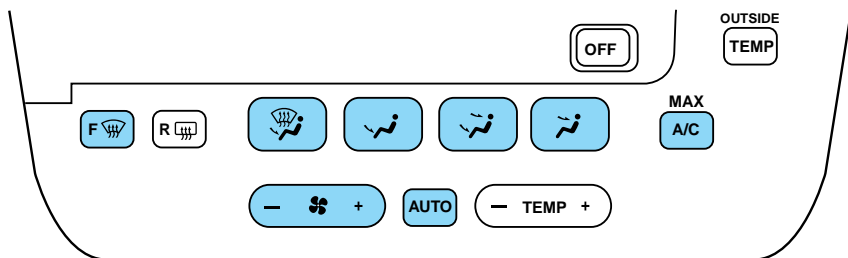 OUTSIDE
OFF
TEMP
MAX
F
R
A/C
— +
AUTO
— TEMP +